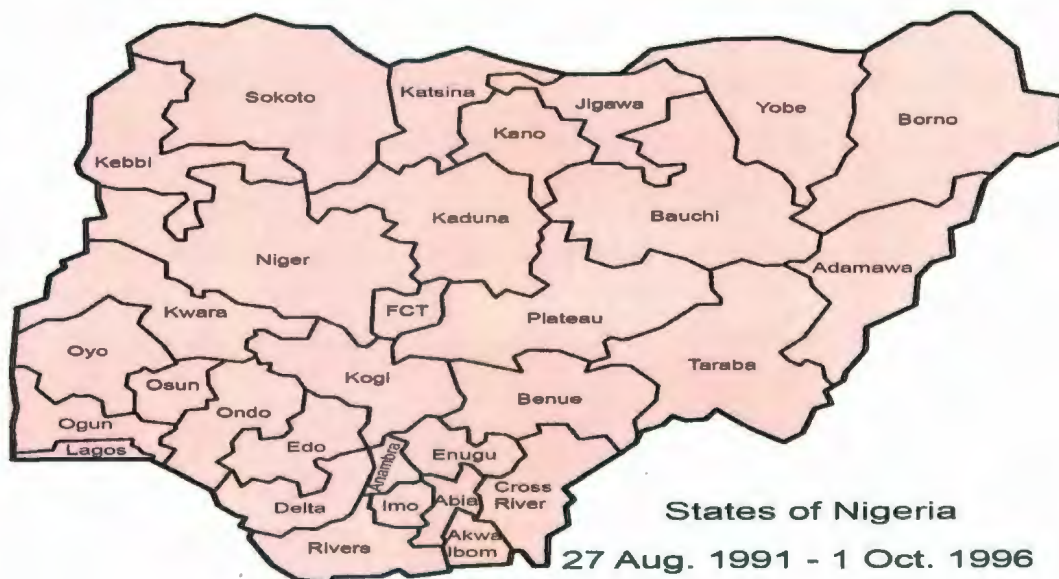 Sokoto
Katsina
Jigawa
Yobe
Borno
Kano
Kebbi
Kaduna
Bauchi
Niger
Adamawa
FCT
Kwara
Plateau
Oyo
Kogi
Taraba
Osun
Benue
Ondo
Ogun
Edo
Enugu
Lagos
Anambra
Delta
Imo
Abia
Cross
River
Rivers
Akwa
Ibom
States of Nigeria
27 Aug. 1991 - 1 Oct. 1996